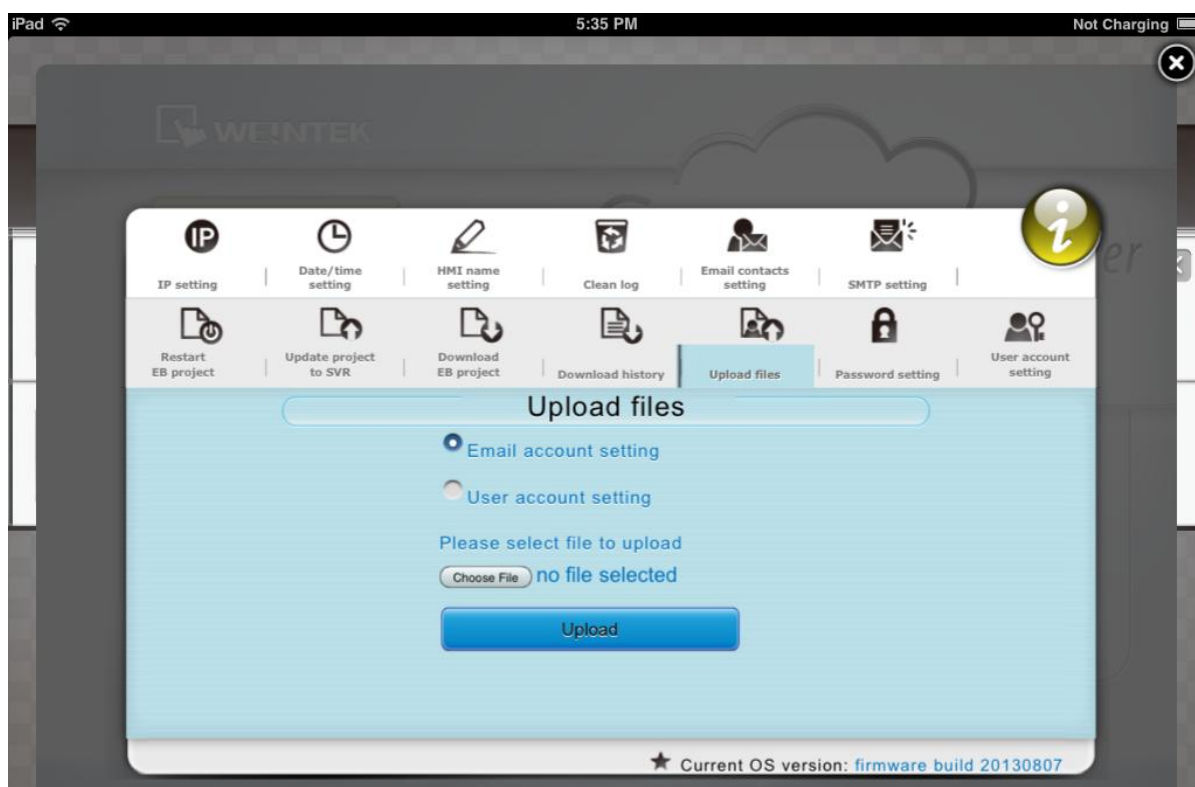 iPad 5:35 PM Not Charging
WEINTEK
er
IP setting
Date/time
setting
HMI name
setting
Clean log
Email contacts
setting
SMTP setting
Restart
EB project
Update project
to SVR
Download
EB project
Download history
Upload files
Password setting
User account
setting
Upload files
Email account setting
User account setting
Please select file to upload
Choose File no file selected
Upload
★ Current OS version: firmware build 20130807